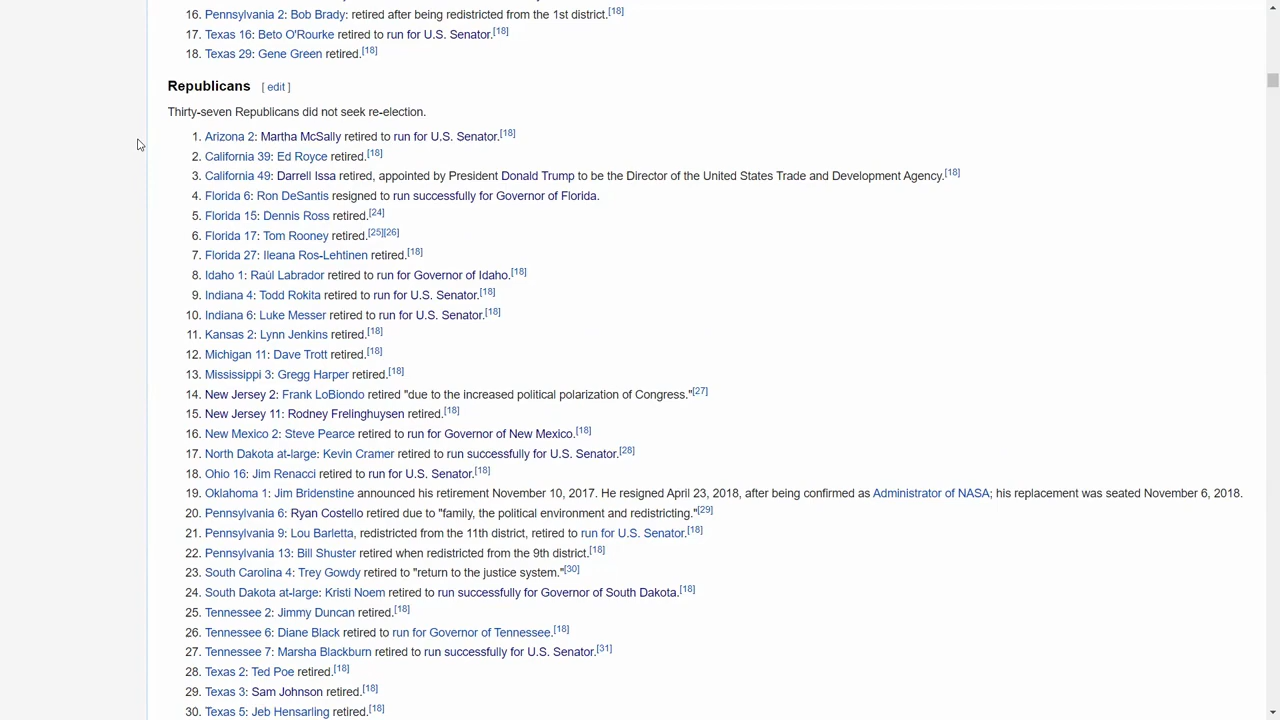 16. Pennsylvania 2: Bob Brady: retired after being redistricted from the 1st district.[18]
17. Texas 16: Beto O'Rourke retired to run for U.S. Senator.[18]
18. Texas 29: Gene Green retired.[18]
Republicans [ edit ]
Thirty-seven Republicans did not seek re-election.
1. Arizona 2: Martha McSally retired to run for U.S. Senator.[18]
2. California 39: Ed Royce retired.[18]
3. California 49: Darrell Issa retired, appointed by President Donald Trump to be the Director of the United States Trade and Development Agency.[18]
4. Florida 6: Ron DeSantis resigned to run successfully for Governor of Florida.
5. Florida 15: Dennis Ross retired.[24]
6. Florida 17: Tom Rooney retired.[25][26]
7. Florida 27: Ileana Ros-Lehtinen retired.[18]
8. Idaho 1: Raúl Labrador retired to run for Governor of Idaho.[18]
9. Indiana 4: Todd Rokita retired to run for U.S. Senator.[18]
10. Indiana 6: Luke Messer retired to run for U.S. Senator.[18]
11. Kansas 2: Lynn Jenkins retired.[18]
12. Michigan 11: Dave Trott retired.[18]
13. Mississippi 3: Gregg Harper retired.[18]
14. New Jersey 2: Frank LoBiondo retired "due to the increased political polarization of Congress."[27]
15. New Jersey 11: Rodney Frelinghuysen retired.[18]
16. New Mexico 2: Steve Pearce retired to run for Governor of New Mexico.[18]
17. North Dakota at-large: Kevin Cramer retired to run successfully for U.S. Senator.[28]
18. Ohio 16: Jim Renacci retired to run for U.S. Senator.[18]
19. Oklahoma 1: Jim Bridenstine announced his retirement November 10, 2017. He resigned April 23, 2018, after being confirmed as Administrator of NASA; his replacement was seated November 6, 2018.
20. Pennsylvania 6: Ryan Costello retired due to "family, the political environment and redistricting."[29]
21. Pennsylvania 9: Lou Barletta, redistricted from the 11th district, retired to run for U.S. Senator.[18]
22. Pennsylvania 13: Bill Shuster retired when redistricted from the 9th district.[18]
23. South Carolina 4: Trey Gowdy retired to "return to the justice system."[30]
24. South Dakota at-large: Kristi Noem retired to run successfully for Governor of South Dakota.[18]
25. Tennessee 2: Jimmy Duncan retired.[18]
26. Tennessee 6: Diane Black retired to run for Governor of Tennessee.[18]
27. Tennessee 7: Marsha Blackburn retired to run successfully for U.S. Senator.[31]
28. Texas 2: Ted Poe retired.[18]
29. Texas 3: Sam Johnson retired.[18]
30. Texas 5: Jeb Hensarling retired.[18]